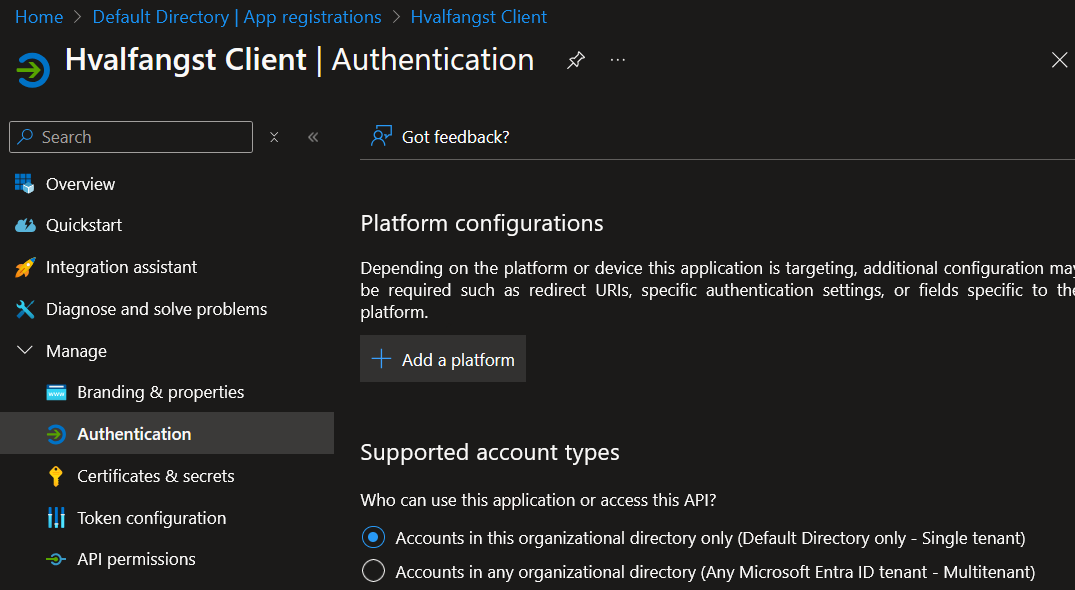 Home > Default Directory | App registrations > Hvalfangst Client
Hvalfangst Client | Authentication
Search
Got feedback?
Overview
Quickstart
Integration assistant
Diagnose and solve problems
Manage
Branding & properties
Authentication
Certificates & secrets
Token configuration
API permissions
Platform configurations
Depending on the platform or device this application is targeting, additional configuration may
be required such as redirect URIs, specific authentication settings, or fields specific to the
platform.
Add a platform
Supported account types
Who can use this application or access this API?
Accounts in this organizational directory only (Default Directory only - Single tenant)
Accounts in any organizational directory (Any Microsoft Entra ID tenant - Multitenant)